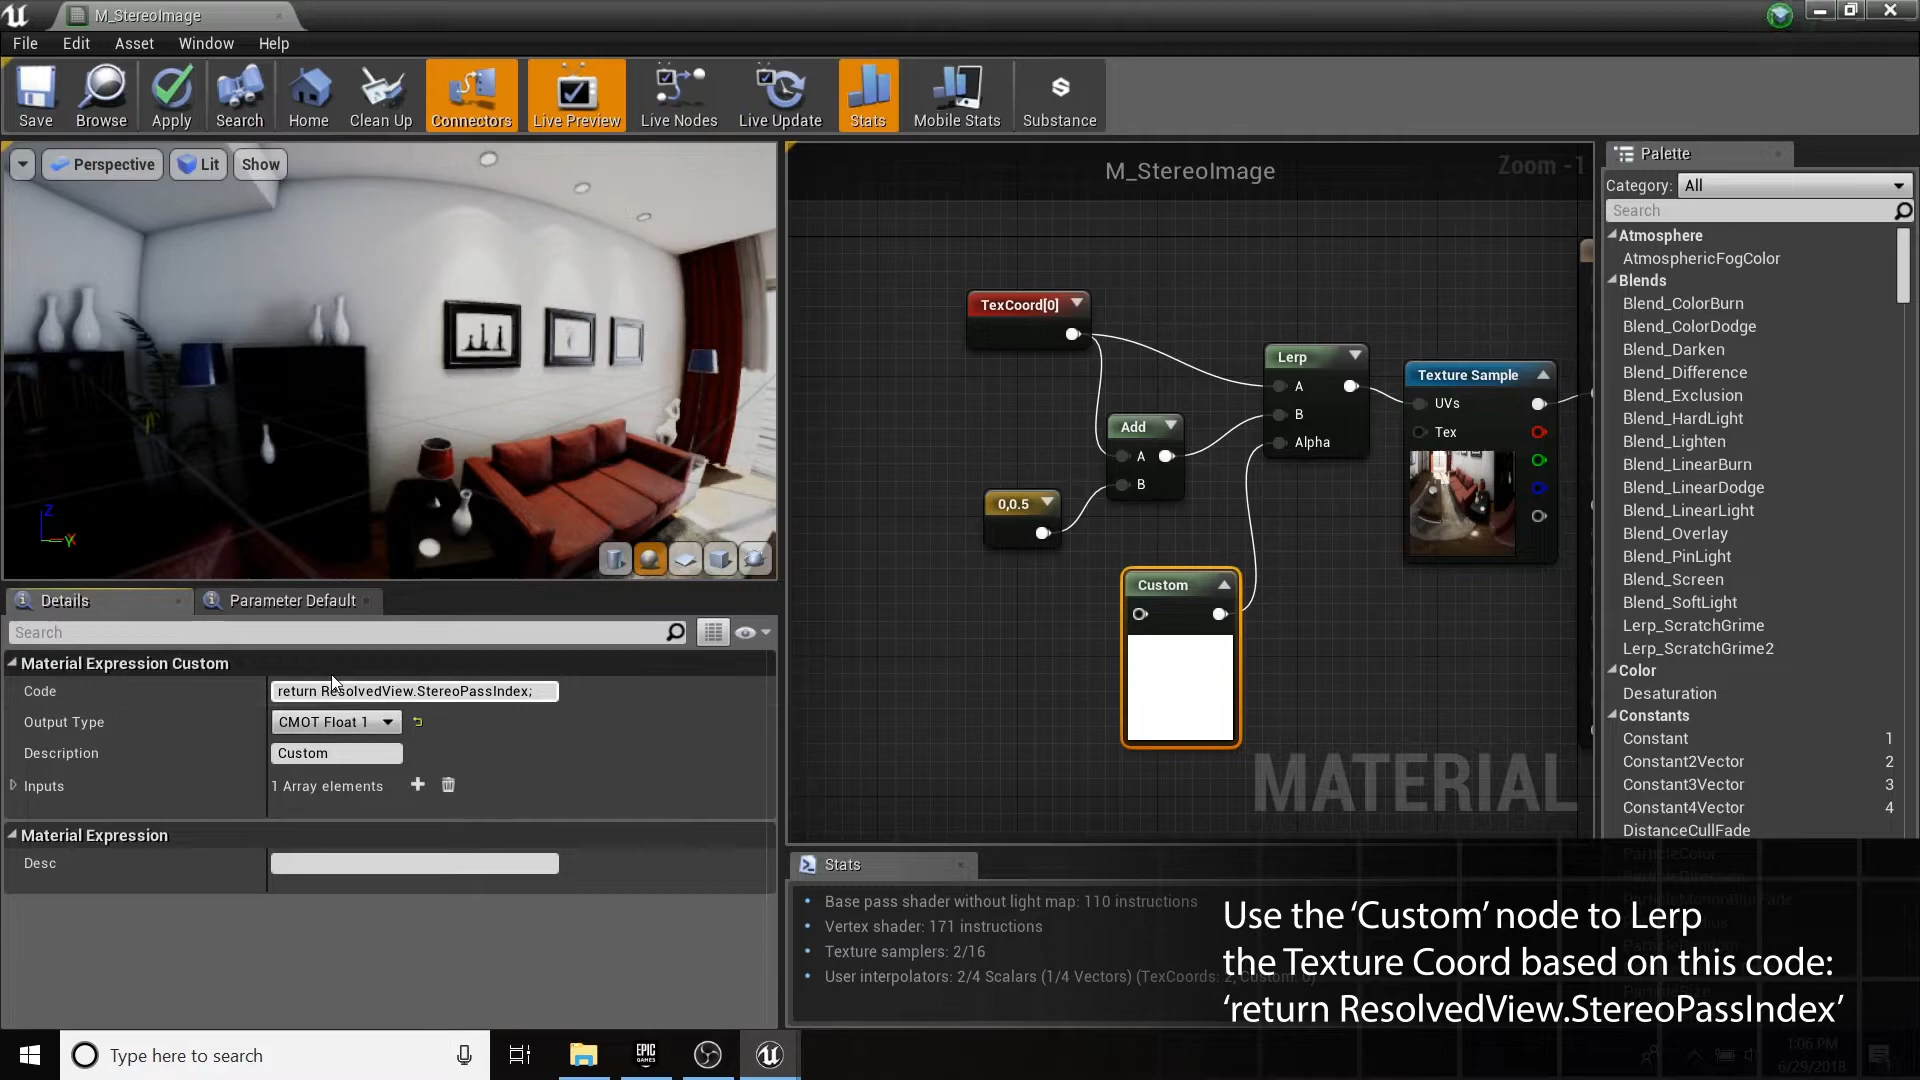 M_StereoImage
File Edit Asset Window Help
Save Browse Apply Search Home Clean Up Connectors Live Preview Live Nodes Live Update Stats Mobile Stats Substance
Perspective Lit Show
Z
Y
M_StereoImage
Zoom -1
TexCoord[0]
Lerp
A
B
Alpha
Texture Sample
UVs
Tex
Add
A
B
0,0.5
Custom
MATERIAL
Palette
Category: All
Search
Atmosphere
AtmosphericFogColor
Blends
Blend_ColorBurn
Blend_ColorDodge
Blend_Darken
Blend_Difference
Blend_Exclusion
Blend_HardLight
Blend_Lighten
Blend_LinearBurn
Blend_LinearDodge
Blend_LinearLight
Blend_Overlay
Blend_PinLight
Blend_Screen
Blend_SoftLight
Lerp_ScratchGrime
Lerp_ScratchGrime2
Color
Desaturation
Constants
Constant 1
Constant2Vector 2
Constant3Vector 3
Constant4Vector 4
DistanceCullFade
ParticleColor
Details Parameter Default
Search
Material Expression Custom
Code return ResolvedView.StereoPassIndex;
Output Type CMOT Float 1
Description Custom
Inputs 1 Array elements
Material Expression
Desc
Stats
Base pass shader without light map: 110 instructions
Vertex shader: 171 instructions
Texture samplers: 2/16
User interpolators: 2/4 Scalars (1/4 Vectors) (TexCoords: 2, Custom: 0)
Use the ‘Custom’ node to Lerp
the Texture Coord based on this code:
‘return ResolvedView.StereoPassIndex’
Type here to search
EPIC
GAMES
1:06 PM
6/29/2018